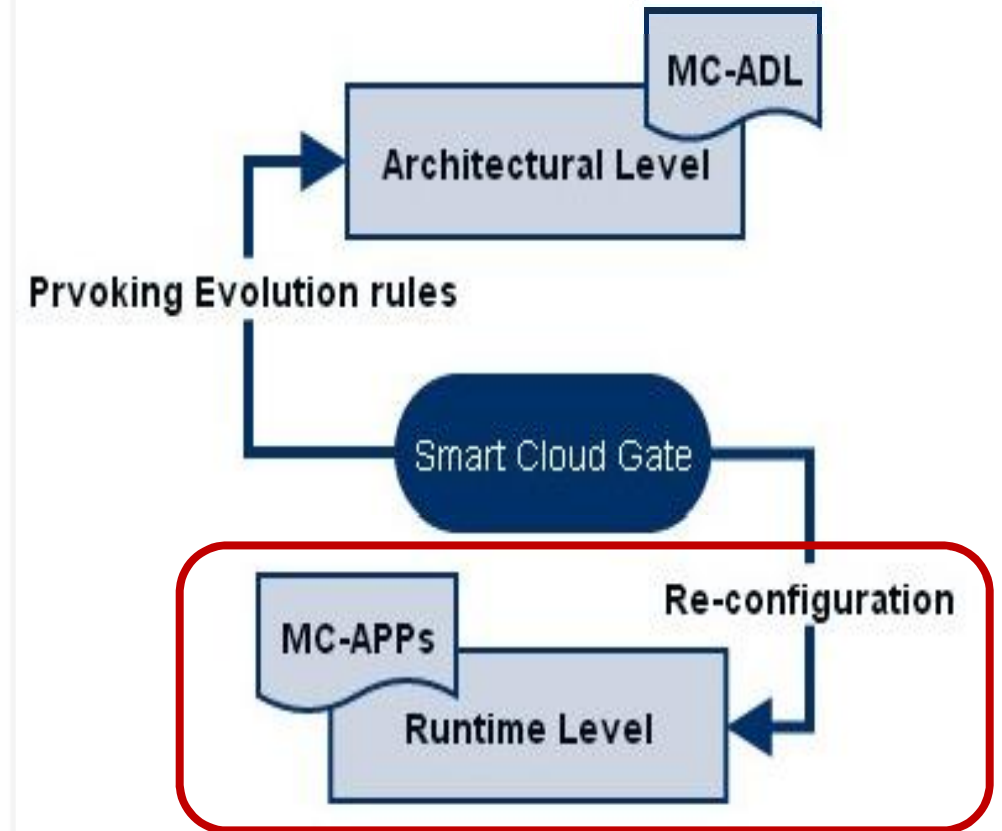 MC-ADL
Architectural Level
Prvoking Evolution rules
Smart Cloud Gate
Re-configuration
MC-APPs
Runtime Level